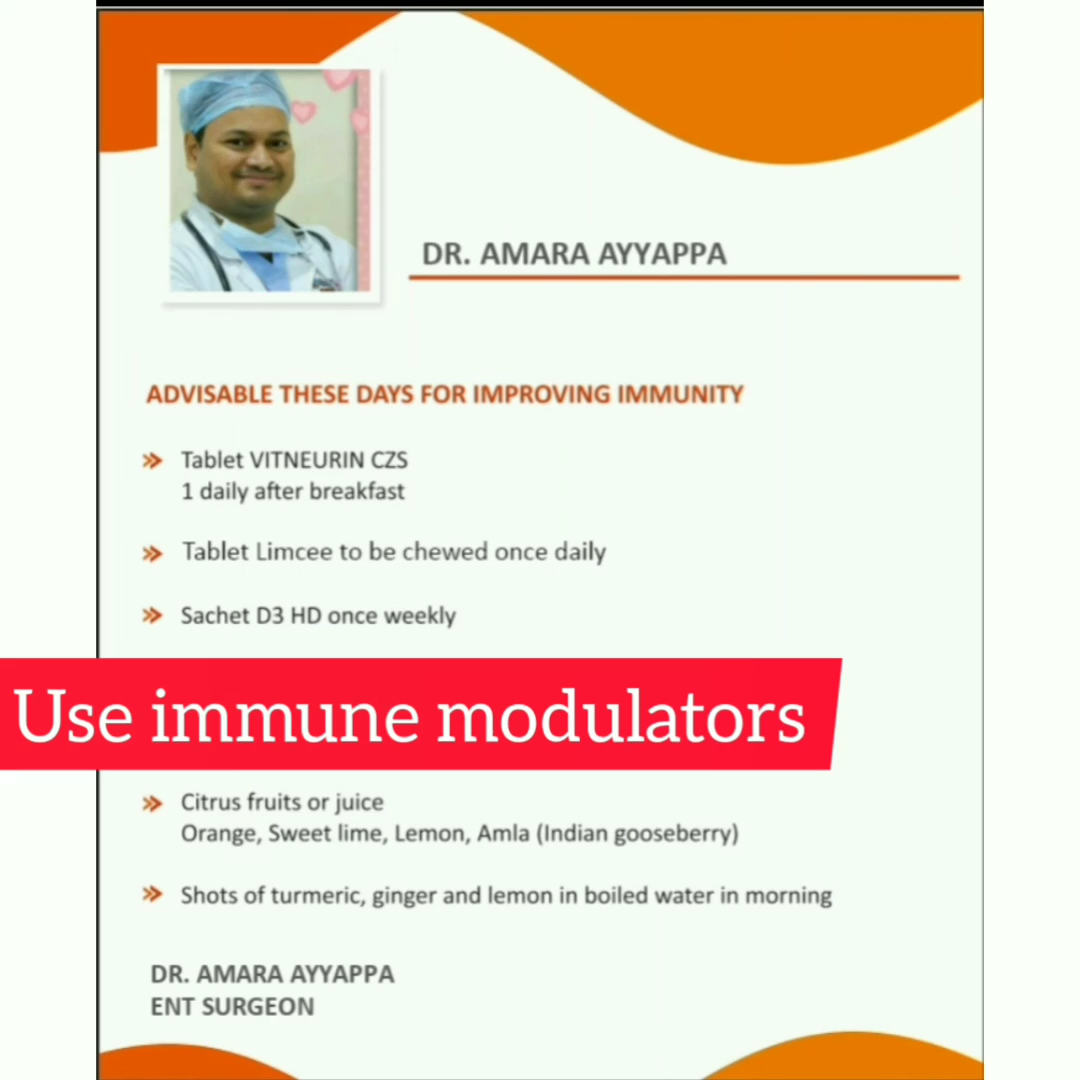 DR. AMARA AYYAPPA
ADVISABLE THESE DAYS FOR IMPROVING IMMUNITY
Tablet VITNEURIN CZS
1 daily after breakfast
Tablet Limcee to be chewed once daily
Sachet D3 HD once weekly
Use immune modulators
Citrus fruits or juice
Orange, Sweet lime, Lemon, Amla (Indian gooseberry)
Shots of turmeric, ginger and lemon in boiled water in morning
DR. AMARA AYYAPPA
ENT SURGEON